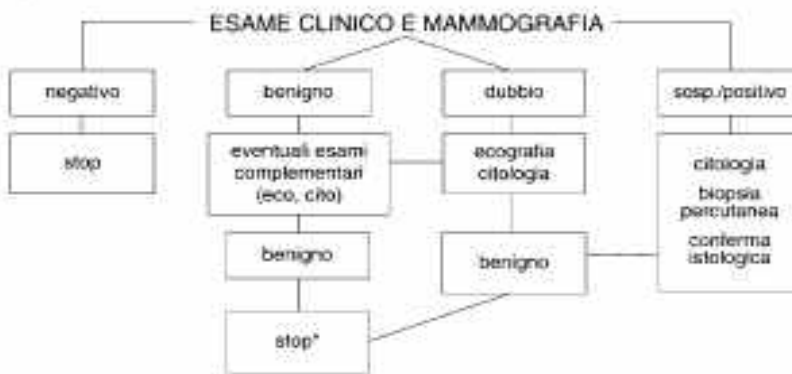 ESAME CLINICO E MAMMOGRAFIA
negativo
benigno
dubbio
sosp./positivo
stop
eventuali esami
complementari
(eco, cito)
ecografia
citologia
citologia
biopsia
percutanea
conferma
istologica
benigno
benigno
stop*